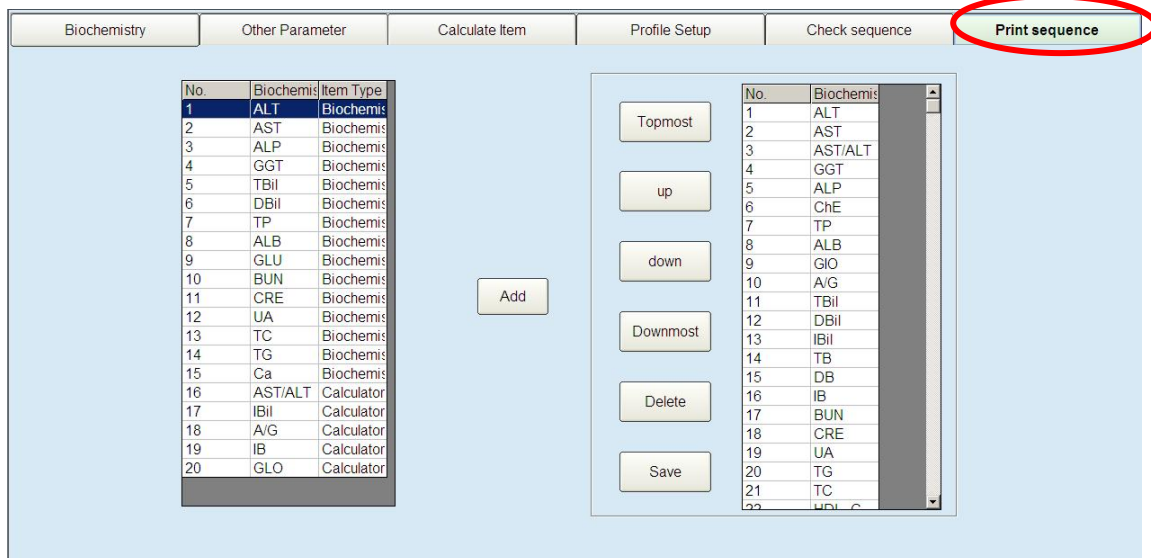 Biochemistry Other Parameter Calculate Item Profile Setup Check sequence Print sequence
No. Biochemis Item Type
1 ALT Biochemis
2 AST Biochemis
3 ALP Biochemis
4 GGT Biochemis
5 TBil Biochemis
6 DBil Biochemis
7 TP Biochemis
8 ALB Biochemis
9 GLU Biochemis
10 BUN Biochemis
11 CRE Biochemis
12 UA Biochemis
13 TC Biochemis
14 TG Biochemis
15 Ca Biochemis
16 AST/ALT Calculator
17 IBil Calculator
18 A/G Calculator
19 IB Calculator
20 GLO Calculator
Add
Topmost
up
down
Downmost
Delete
Save
No. Biochemis
1 ALT
2 AST
3 AST/ALT
4 GGT
5 ALP
6 ChE
7 TP
8 ALB
9 GlO
10 A/G
11 TBil
12 DBil
13 IBil
14 TB
15 DB
16 IB
17 BUN
18 CRE
19 UA
20 TG
21 TC
22 HDL-C